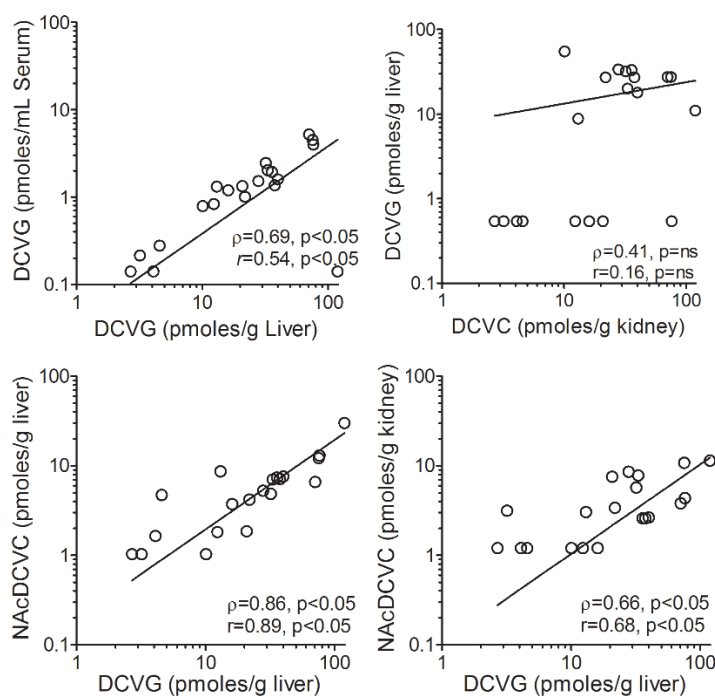 DCVG (pmoles/mL Serum)
100
10
1
0.1
ρ=0.69, p<0.05
r=0.54, p<0.05
1
10
100
DCVG (pmoles/g Liver)
DCVG (pmoles/g liver)
100
10
1
0.1
ρ=0.41, p=ns
r=0.16, p=ns
1
10
100
DCVC (pmoles/g kidney)
NAcDCVC (pmoles/g liver)
100
10
1
0.1
ρ=0.86, p<0.05
r=0.89, p<0.05
1
10
100
DCVG (pmoles/g liver)
NAcDCVC (pmoles/g kidney)
100
10
1
0.1
ρ=0.66, p<0.05
r=0.68, p<0.05
1
10
100
DCVG (pmoles/g liver)